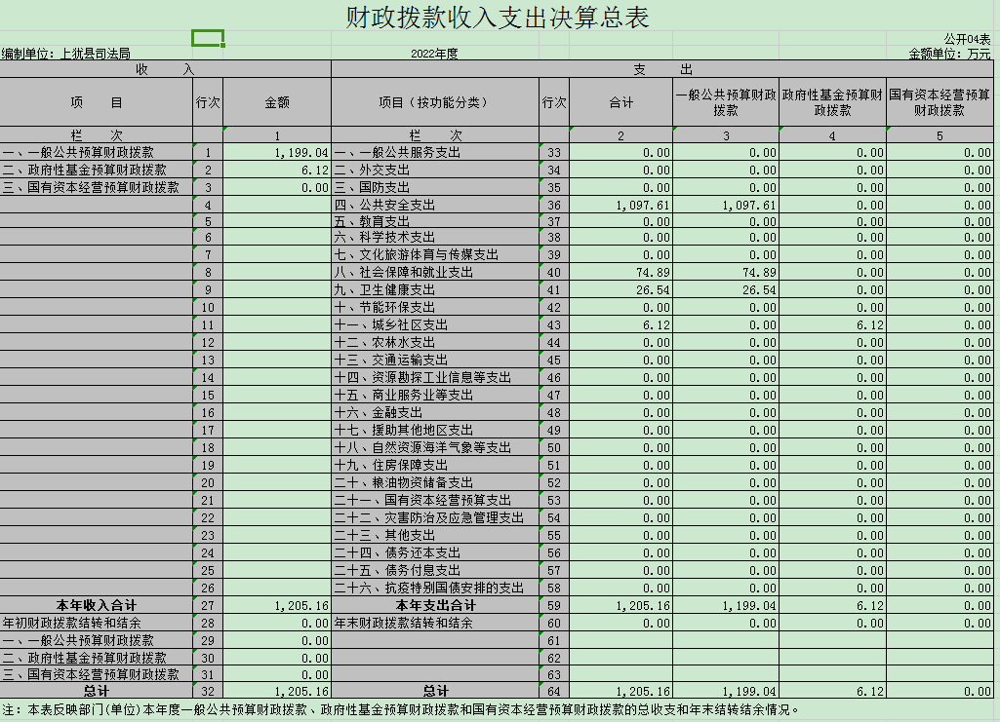 财政拨款收入支出决算总表
公开04表
编制单位：上犹县司法局 2022年度 金额单位：万元
收 入 支 出
项 目 行次 金额 项目（按功能分类） 行次 合计 一般公共预算财政拨款 政府性基金预算财政拨款 国有资本经营预算财政拨款
栏 次 1 栏 次 2 3 4 5
一、一般公共预算财政拨款 1 1,199.04 一、一般公共服务支出 33 0.00 0.00 0.00 0.00
二、政府性基金预算财政拨款 2 6.12 二、外交支出 34 0.00 0.00 0.00 0.00
三、国有资本经营预算财政拨款 3 0.00 三、国防支出 35 0.00 0.00 0.00 0.00
4 四、公共安全支出 36 1,097.61 1,097.61 0.00 0.00
5 五、教育支出 37 0.00 0.00 0.00 0.00
6 六、科学技术支出 38 0.00 0.00 0.00 0.00
7 七、文化旅游体育与传媒支出 39 0.00 0.00 0.00 0.00
8 八、社会保障和就业支出 40 74.89 74.89 0.00 0.00
9 九、卫生健康支出 41 26.54 26.54 0.00 0.00
10 十、节能环保支出 42 0.00 0.00 0.00 0.00
11 十一、城乡社区支出 43 6.12 0.00 6.12 0.00
12 十二、农林水支出 44 0.00 0.00 0.00 0.00
13 十三、交通运输支出 45 0.00 0.00 0.00 0.00
14 十四、资源勘探工业信息等支出 46 0.00 0.00 0.00 0.00
15 十五、商业服务业等支出 47 0.00 0.00 0.00 0.00
16 十六、金融支出 48 0.00 0.00 0.00 0.00
17 十七、援助其他地区支出 49 0.00 0.00 0.00 0.00
18 十八、自然资源海洋气象等支出 50 0.00 0.00 0.00 0.00
19 十九、住房保障支出 51 0.00 0.00 0.00 0.00
20 二十、粮油物资储备支出 52 0.00 0.00 0.00 0.00
21 二十一、国有资本经营预算支出 53 0.00 0.00 0.00 0.00
22 二十二、灾害防治及应急管理支出 54 0.00 0.00 0.00 0.00
23 二十三、其他支出 55 0.00 0.00 0.00 0.00
24 二十四、债务还本支出 56 0.00 0.00 0.00 0.00
25 二十五、债务付息支出 57 0.00 0.00 0.00 0.00
26 二十六、抗疫特别国债安排的支出 58 0.00 0.00 0.00 0.00
本年收入合计 27 1,205.16 本年支出合计 59 1,205.16 1,199.04 6.12 0.00
年初财政拨款结转和结余 28 0.00 年末财政拨款结转和结余 60 0.00 0.00 0.00 0.00
一、一般公共预算财政拨款 29 0.00 61
二、政府性基金预算财政拨款 30 0.00 62
三、国有资本经营预算财政拨款 31 0.00 63
总计 32 1,205.16 总计 64 1,205.16 1,199.04 6.12 0.00
注：本表反映部门(单位)本年度一般公共预算财政拨款、政府性基金预算财政拨款和国有资本经营预算财政拨款的总收支和年末结转结余情况。